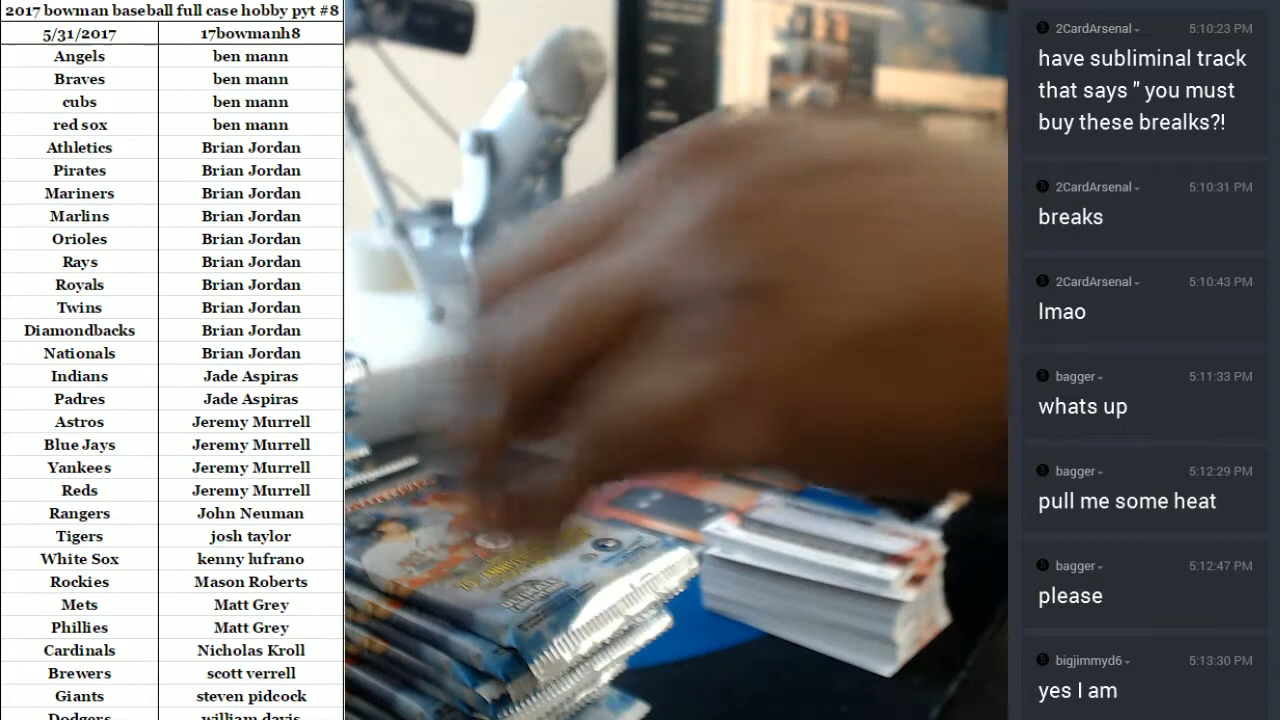 2017 bowman baseball full case hobby pyt #8
5/31/2017 17bowmanh8
Angels ben mann
Braves ben mann
cubs ben mann
red sox ben mann
Athletics Brian Jordan
Pirates Brian Jordan
Mariners Brian Jordan
Marlins Brian Jordan
Orioles Brian Jordan
Rays Brian Jordan
Royals Brian Jordan
Twins Brian Jordan
Diamondbacks Brian Jordan
Nationals Brian Jordan
Indians Jade Aspiras
Padres Jade Aspiras
Astros Jeremy Murrell
Blue Jays Jeremy Murrell
Yankees Jeremy Murrell
Reds Jeremy Murrell
Rangers John Neuman
Tigers josh taylor
White Sox kenny lufrano
Rockies Mason Roberts
Mets Matt Grey
Phillies Matt Grey
Cardinals Nicholas Kroll
Brewers scott verrell
Giants steven pidcock
Dodgers william davis
2CardArsenal 5:10:23 PM
have subliminal track
that says " you must
buy these brealks?!
2CardArsenal 5:10:31 PM
breaks
2CardArsenal 5:10:43 PM
lmao
bagger 5:11:33 PM
whats up
bagger 5:12:29 PM
pull me some heat
bagger 5:12:47 PM
please
bigjimmyd6 5:13:30 PM
yes I am